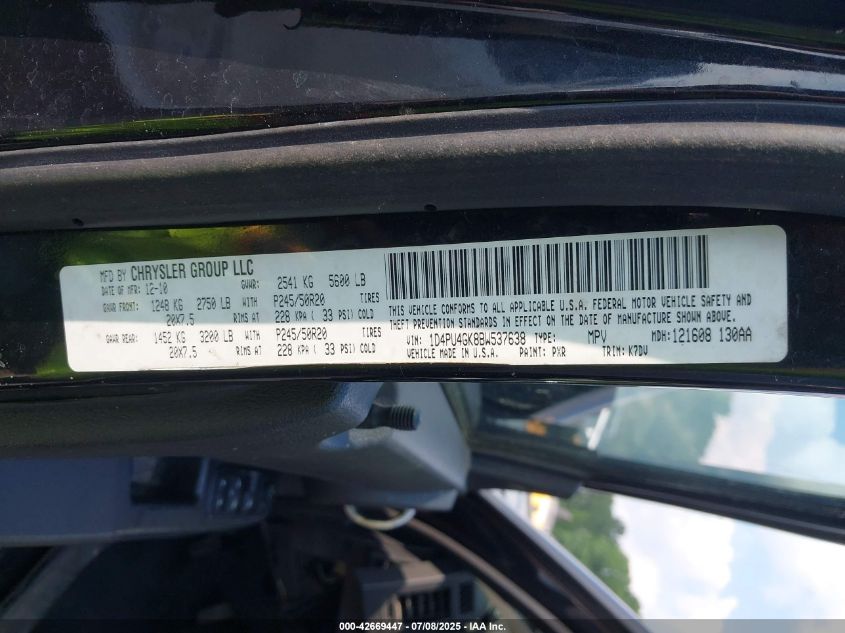 MFD BY CHRYSLER GROUP LLC
DATE OF MFR: 12-10 GVWR: 2541 KG 5600 LB
GAWR FRONT: 1248 KG 2750 LB WITH P245/50R20 TIRES
20X7.5 RIMS AT 228 KPA ( 33 PSI) COLD
GAWR REAR: 1452 KG 3200 LB WITH P245/50R20 TIRES
20X7.5 RIMS AT 228 KPA ( 33 PSI) COLD
THIS VEHICLE CONFORMS TO ALL APPLICABLE U.S.A. FEDERAL MOTOR VEHICLE SAFETY AND
THEFT PREVENTION STANDARDS IN EFFECT ON THE DATE OF MANUFACTURE SHOWN ABOVE.
VIN: 1D4PU4GK8BW537638 TYPE: MPV MDH: 121608 130AA
VEHICLE MADE IN U.S.A. PAINT: PXR TRIM: K7DV
000-42669447 - 07/08/2025 - IAA Inc.